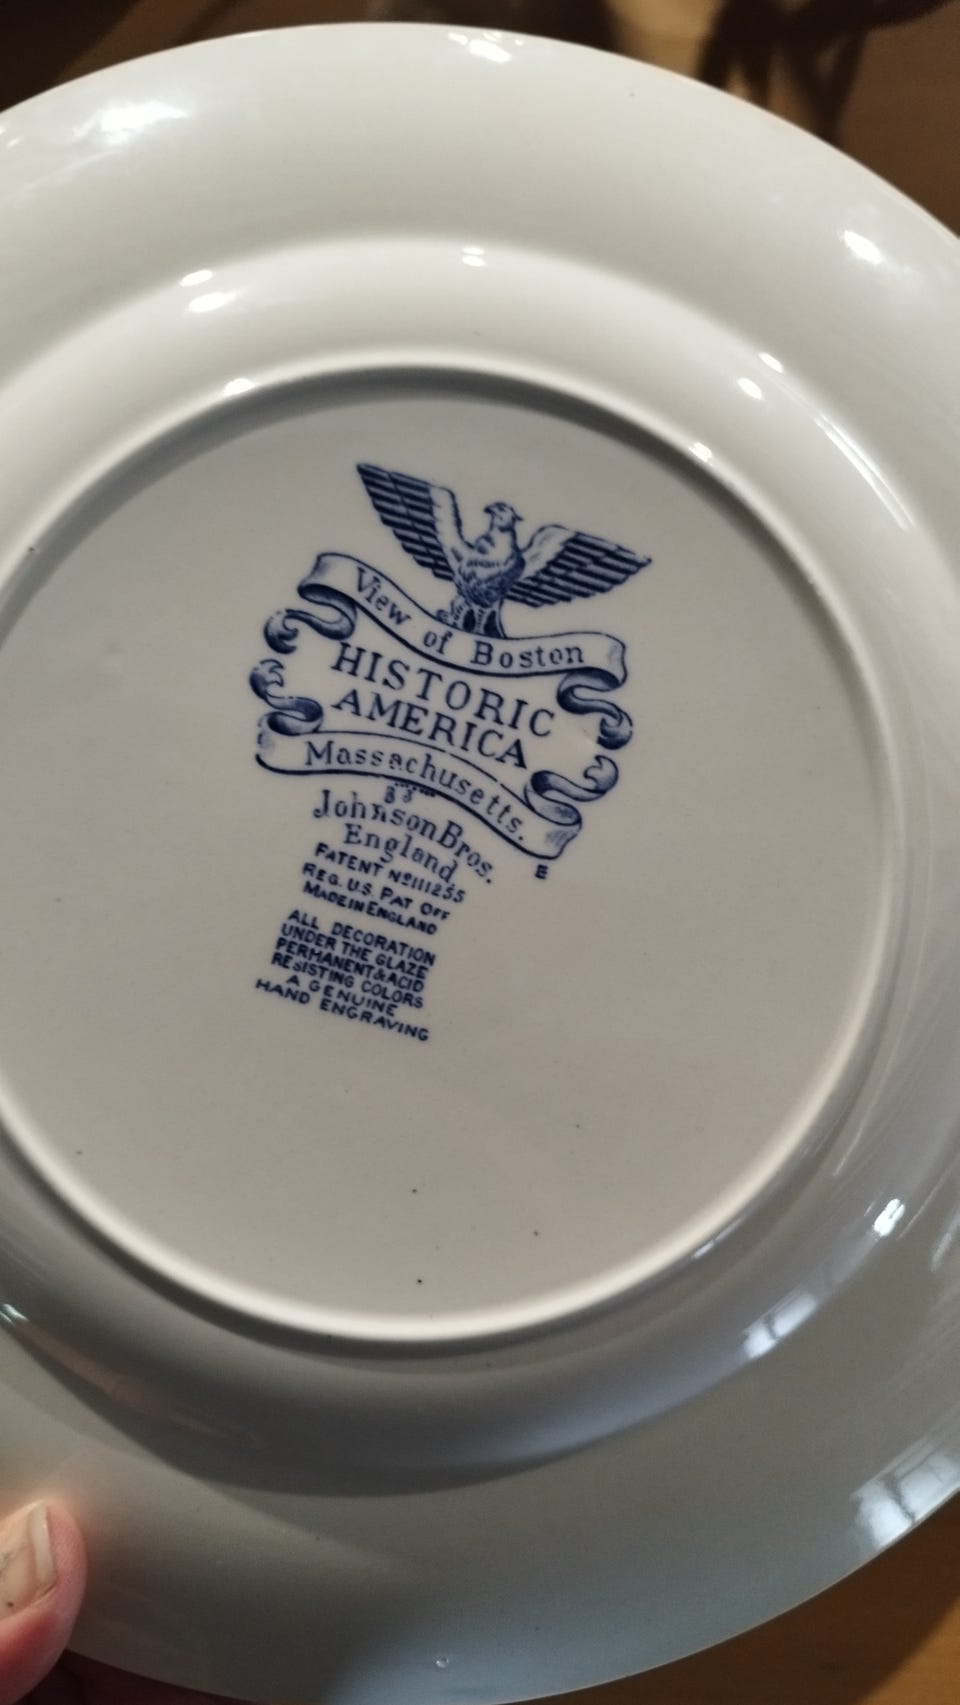 View of Boston
HISTORIC
AMERICA
Massachusetts.
Johnson Bros.
England
PATENT Nº111255
REG. U.S. PAT OFF
MADE IN ENGLAND
E
ALL DECORATION
UNDER THE GLAZE
PERMANENT & ACID
RESISTING COLORS
A GENUINE
HAND ENGRAVING